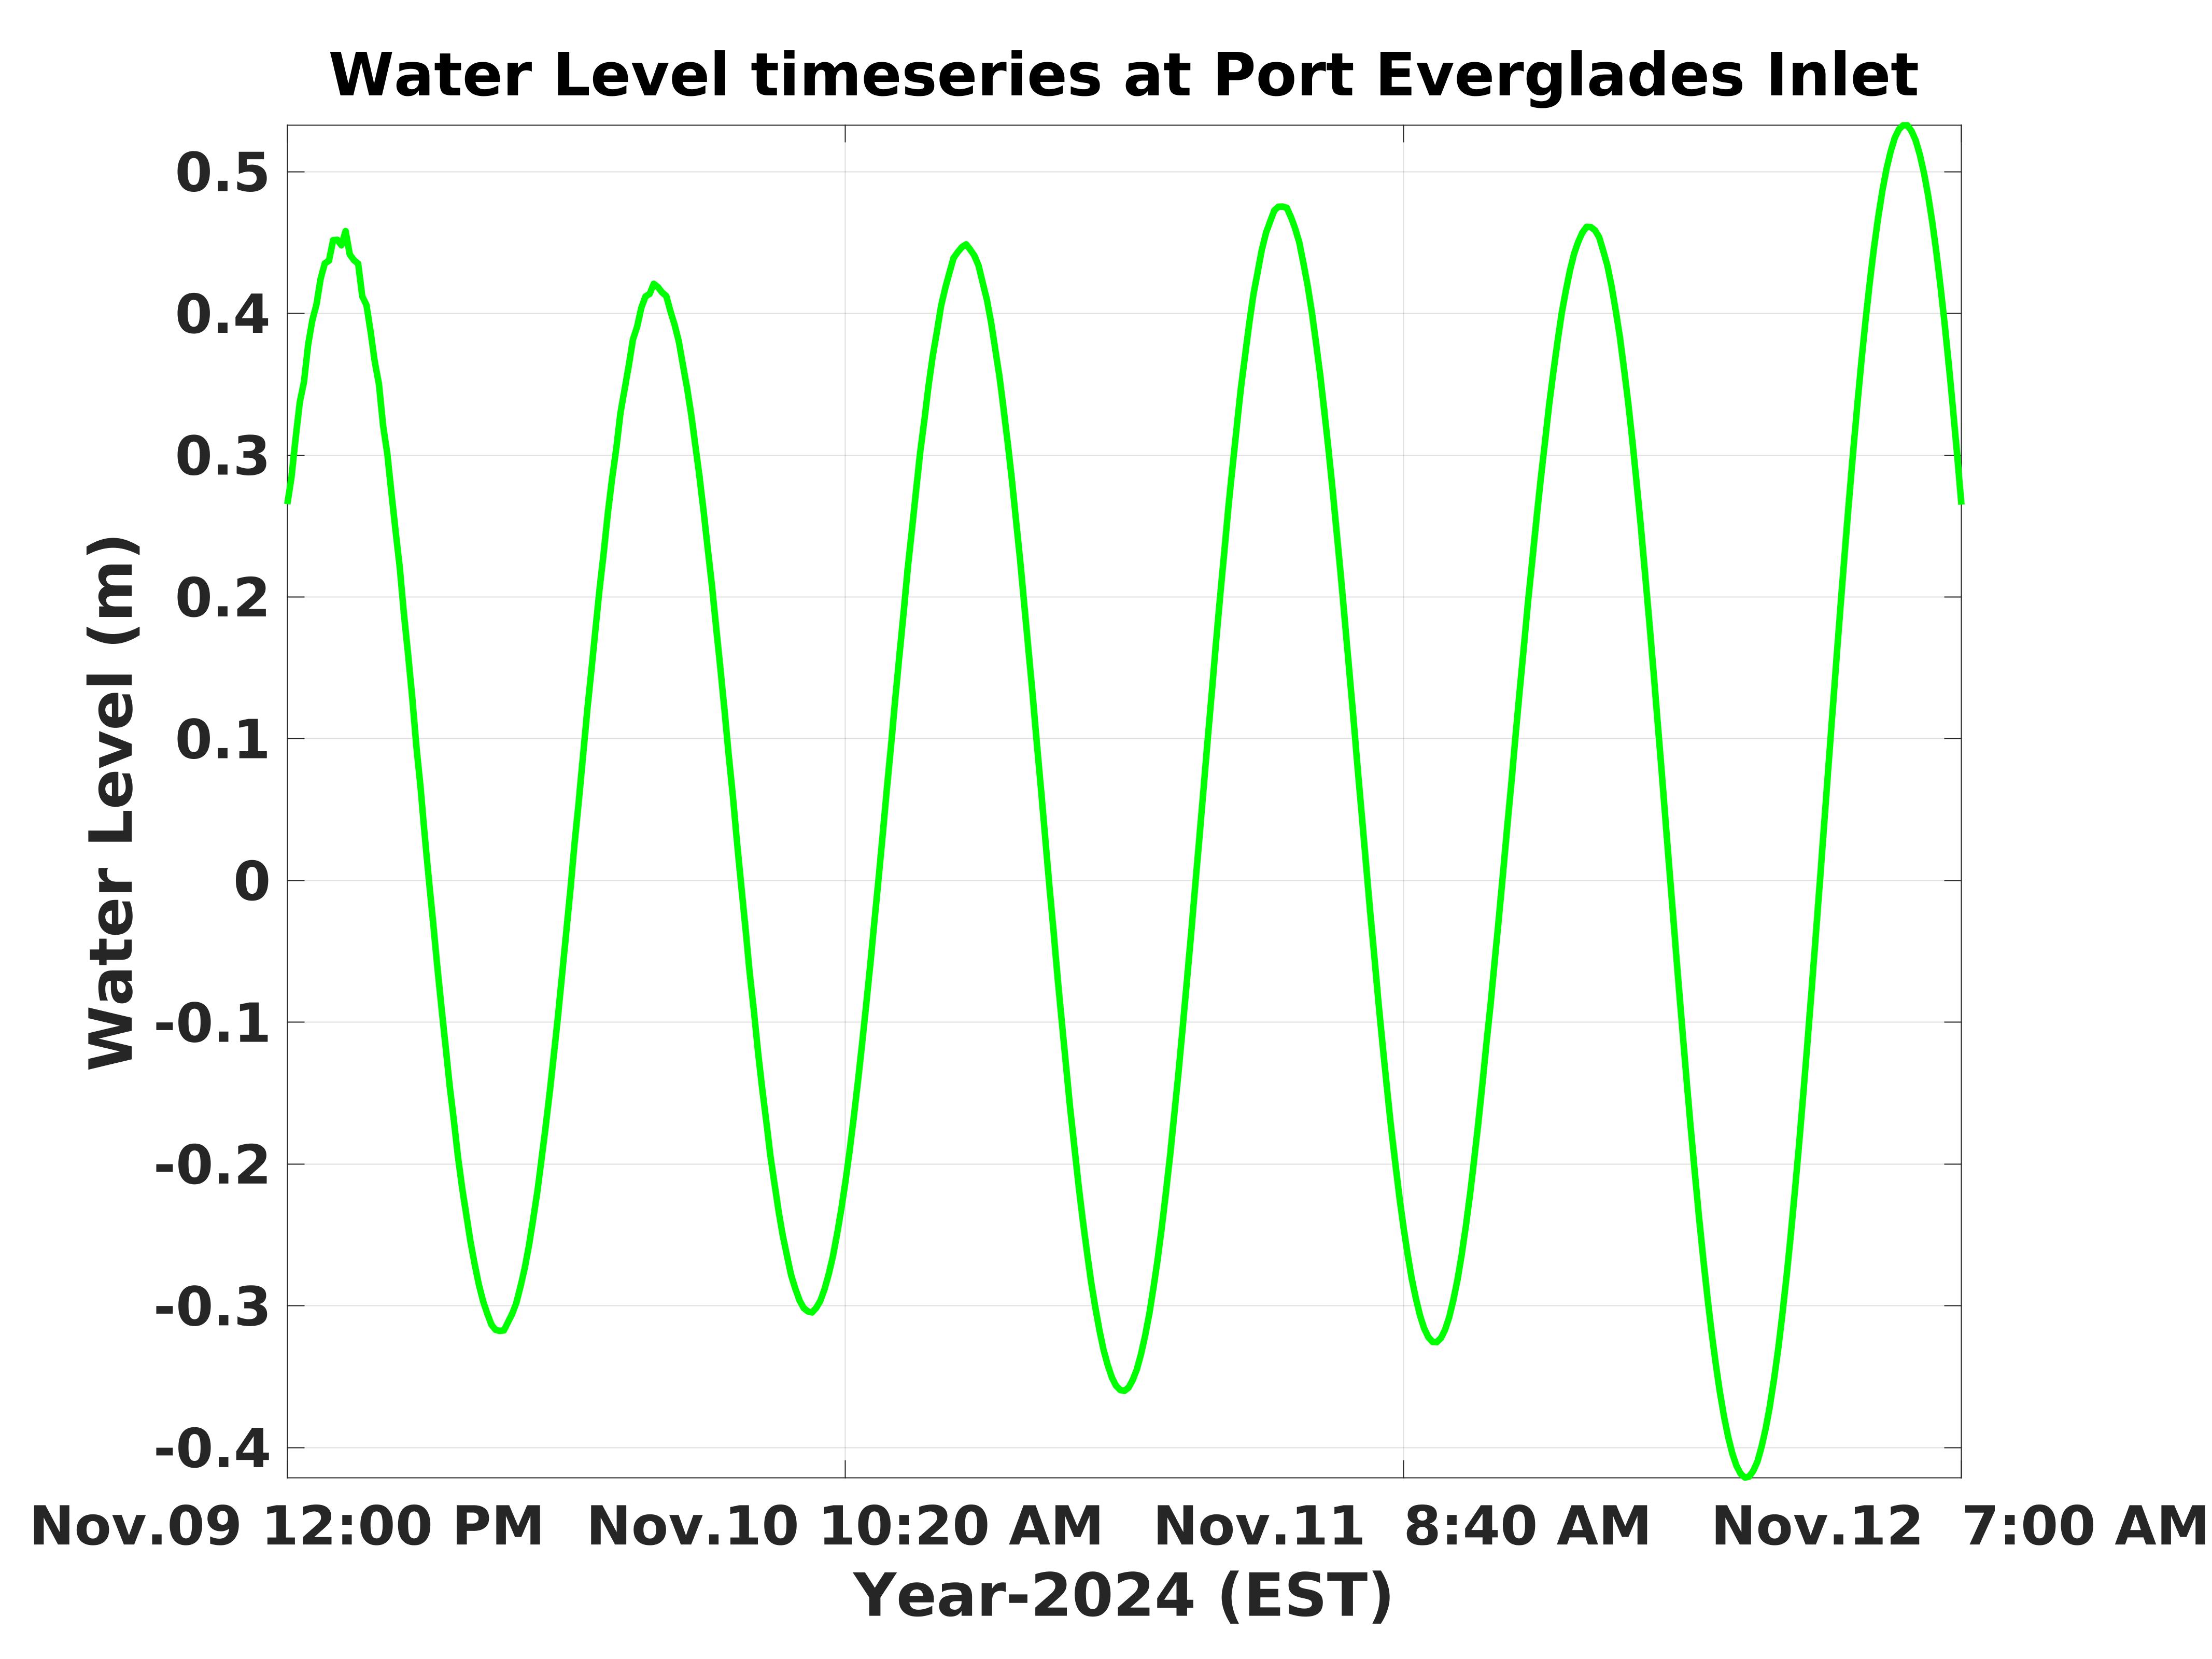 Water Level timeseries at Port Everglades Inlet
0.5
0.4
0.3
0.2
0.1
0
-0.1
-0.2
-0.3
-0.4
Water Level (m)
Nov.09 12:00 PM Nov.10 10:20 AM Nov.11 8:40 AM Nov.12 7:00 AM
Year-2024 (EST)